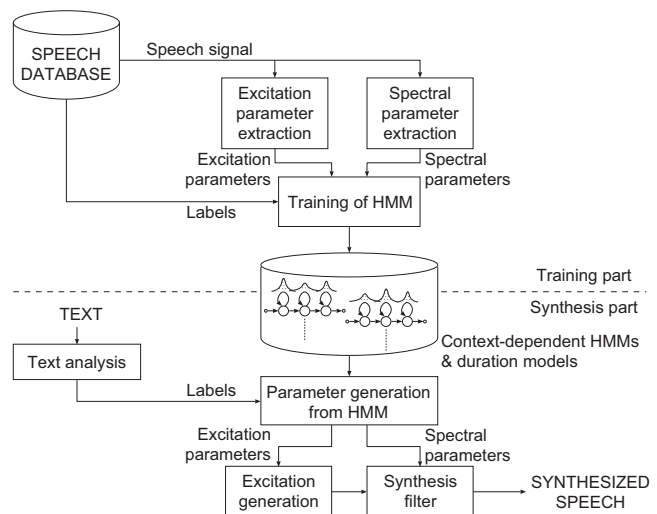 SPEECH
DATABASE
Speech signal
Excitation
parameter
extraction
Spectral
parameter
extraction
Excitation
parameters
Spectral
parameters
Labels
Training of HMM
Training part
Synthesis part
TEXT
Text analysis
Context-dependent HMMs
& duration models
Labels
Parameter generation
from HMM
Excitation
parameters
Spectral
parameters
Excitation
generation
Synthesis
filter
SYNTHESIZED
SPEECH